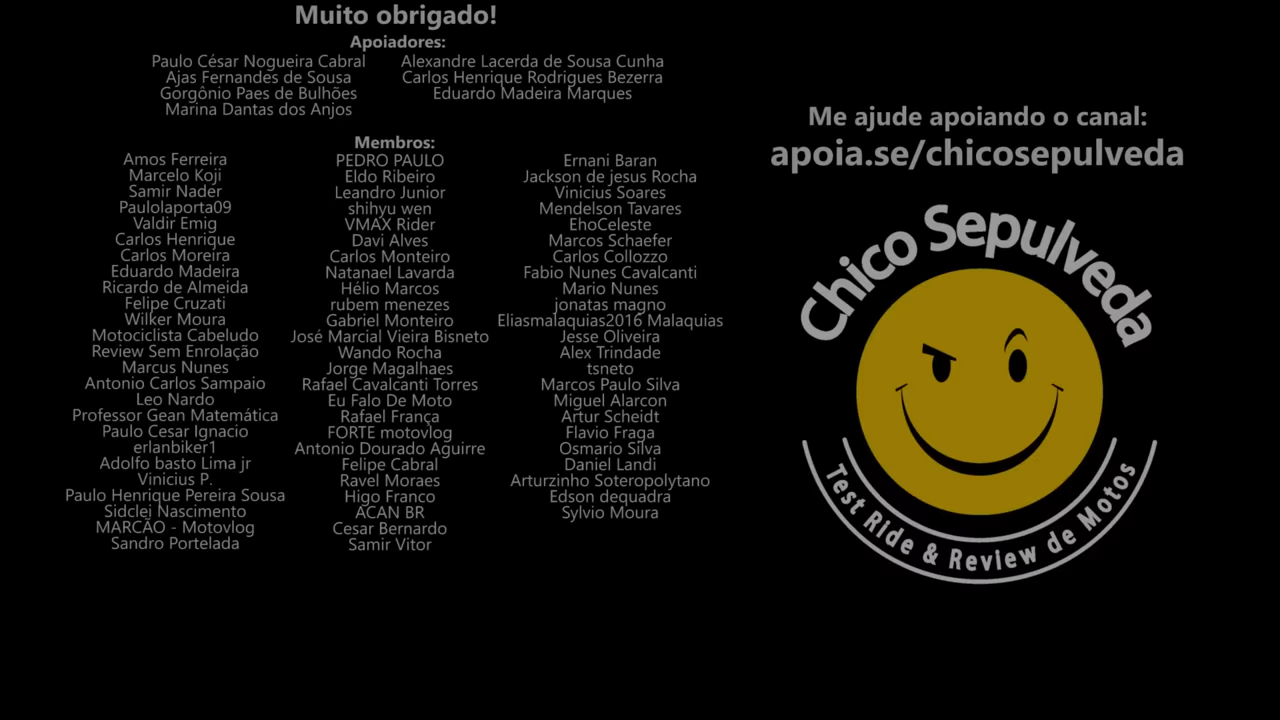 Muito obrigado!
Apoiadores:
Paulo César Nogueira Cabral
Ajas Fernandes de Sousa
Gorgônio Paes de Bulhões
Marina Dantas dos Anjos
Alexandre Lacerda de Sousa Cunha
Carlos Henrique Rodrigues Bezerra
Eduardo Madeira Marques
Membros:
Amos Ferreira
Marcelo Koji
Samir Nader
Paulolaporta09
Valdir Emig
Carlos Henrique
Carlos Moreira
Eduardo Madeira
Ricardo de Almeida
Felipe Cruzati
Wilker Moura
Motociclista Cabeludo
Review Sem Enrolação
Marcus Nunes
Antonio Carlos Sampaio
Leo Nardo
Professor Gean Matemática
Paulo Cesar Ignacio
erlanbiker1
Adolfo basto Lima jr
Vinicius P.
Paulo Henrique Pereira Sousa
Sidclei Nascimento
MARCÃO - Motovlog
Sandro Portelada
PEDRO PAULO
Eldo Ribeiro
Leandro Junior
shihyu wen
VMAX Rider
Davi Alves
Carlos Monteiro
Natanael Lavarda
Hélio Marcos
rubem menezes
Gabriel Monteiro
José Marcial Vieira Bisneto
Wando Rocha
Jorge Magalhaes
Rafael Cavalcanti Torres
Eu Falo De Moto
Rafael França
FORTE motovlog
Antonio Dourado Aguirre
Felipe Cabral
Ravel Moraes
Higo Franco
ACAN BR
Cesar Bernardo
Samir Vitor
Ernani Baran
Jackson de jesus Rocha
Vinicius Soares
Mendelson Tavares
EhoCeleste
Marcos Schaefer
Carlos Collozzo
Fabio Nunes Cavalcanti
Mario Nunes
jonatas magno
Eliasmalaquias2016 Malaquias
Jesse Oliveira
Alex Trindade
tsneto
Marcos Paulo Silva
Miguel Alarcon
Artur Scheidt
Flavio Fraga
Osmario Silva
Daniel Landi
Arturzinho Soteropolytano
Edson dequadra
Sylvio Moura
Me ajude apoiando o canal:
apoia.se/chicosepulveda
Chico Sepulveda
Test Ride & Review de Motos